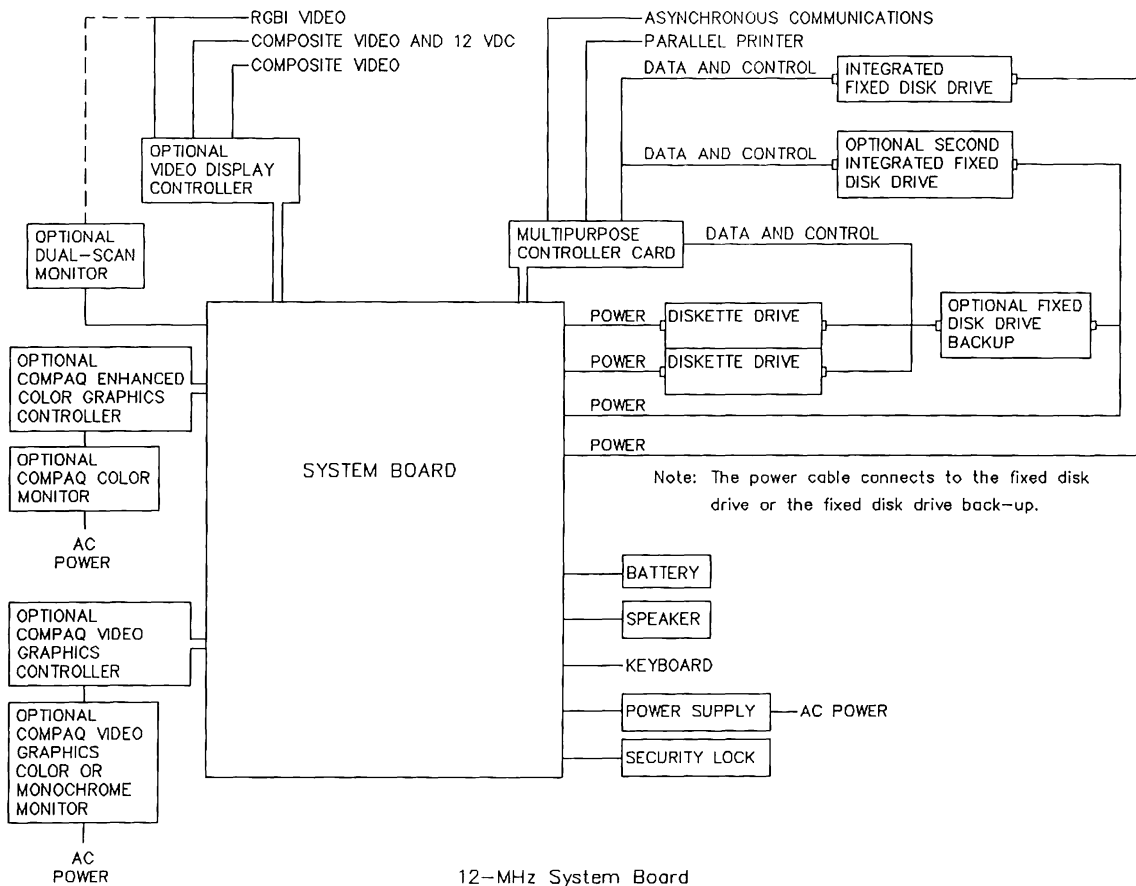 RGBI VIDEO
COMPOSITE VIDEO AND 12 VDC
COMPOSITE VIDEO
OPTIONAL
VIDEO DISPLAY
CONTROLLER
OPTIONAL
DUAL-SCAN
MONITOR
ASYNCHRONOUS COMMUNICATIONS
PARALLEL PRINTER
DATA AND CONTROL
INTEGRATED
FIXED DISK DRIVE
DATA AND CONTROL
OPTIONAL SECOND
INTEGRATED FIXED
DISK DRIVE
MULTIPURPOSE
CONTROLLER CARD
DATA AND CONTROL
POWER
DISKETTE DRIVE
OPTIONAL FIXED
DISK DRIVE
BACKUP
POWER
DISKETTE DRIVE
POWER
POWER
Note: The power cable connects to the fixed disk
drive or the fixed disk drive back-up.
OPTIONAL
COMPAQ ENHANCED
COLOR GRAPHICS
CONTROLLER
OPTIONAL
COMPAQ COLOR
MONITOR
AC
POWER
SYSTEM BOARD
OPTIONAL
COMPAQ VIDEO
GRAPHICS
CONTROLLER
OPTIONAL
COMPAQ VIDEO
GRAPHICS
COLOR OR
MONOCHROME
MONITOR
AC
POWER
BATTERY
SPEAKER
KEYBOARD
POWER SUPPLY
AC POWER
SECURITY LOCK
12-MHz System Board